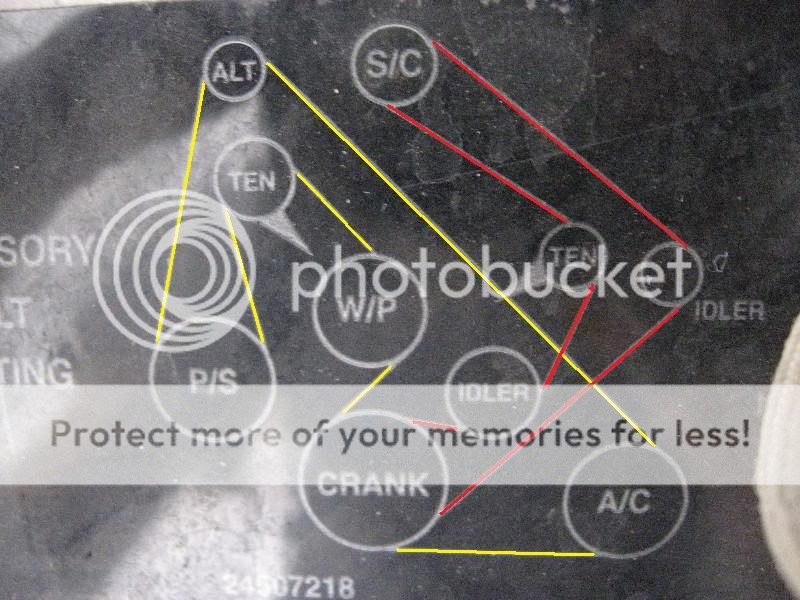 ALT
S/C
TEN
SORY
TEN
photobucket
W/P
IDLER
LT
TING
P/S
IDLER
Protect more of your memories for less!
CRANK
A/C
24507218